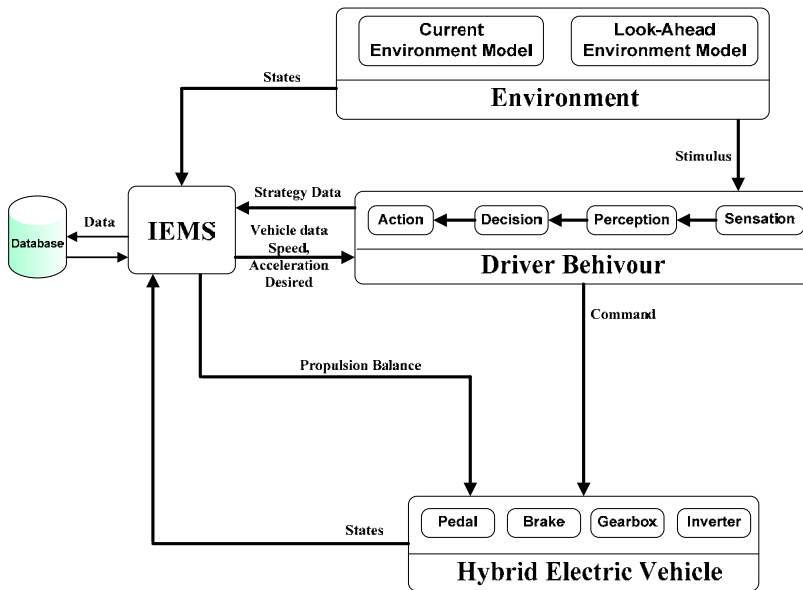 Current
Environment Model
Look-Ahead
Environment Model
Environment
States
Stimulus
Database
Data
IEMS
Strategy Data
Vehicle data
Speed,
Acceleration
Desired
Action
Decision
Perception
Sensation
Driver Behivour
Command
Propulsion Balance
States
Pedal
Brake
Gearbox
Inverter
Hybrid Electric Vehicle